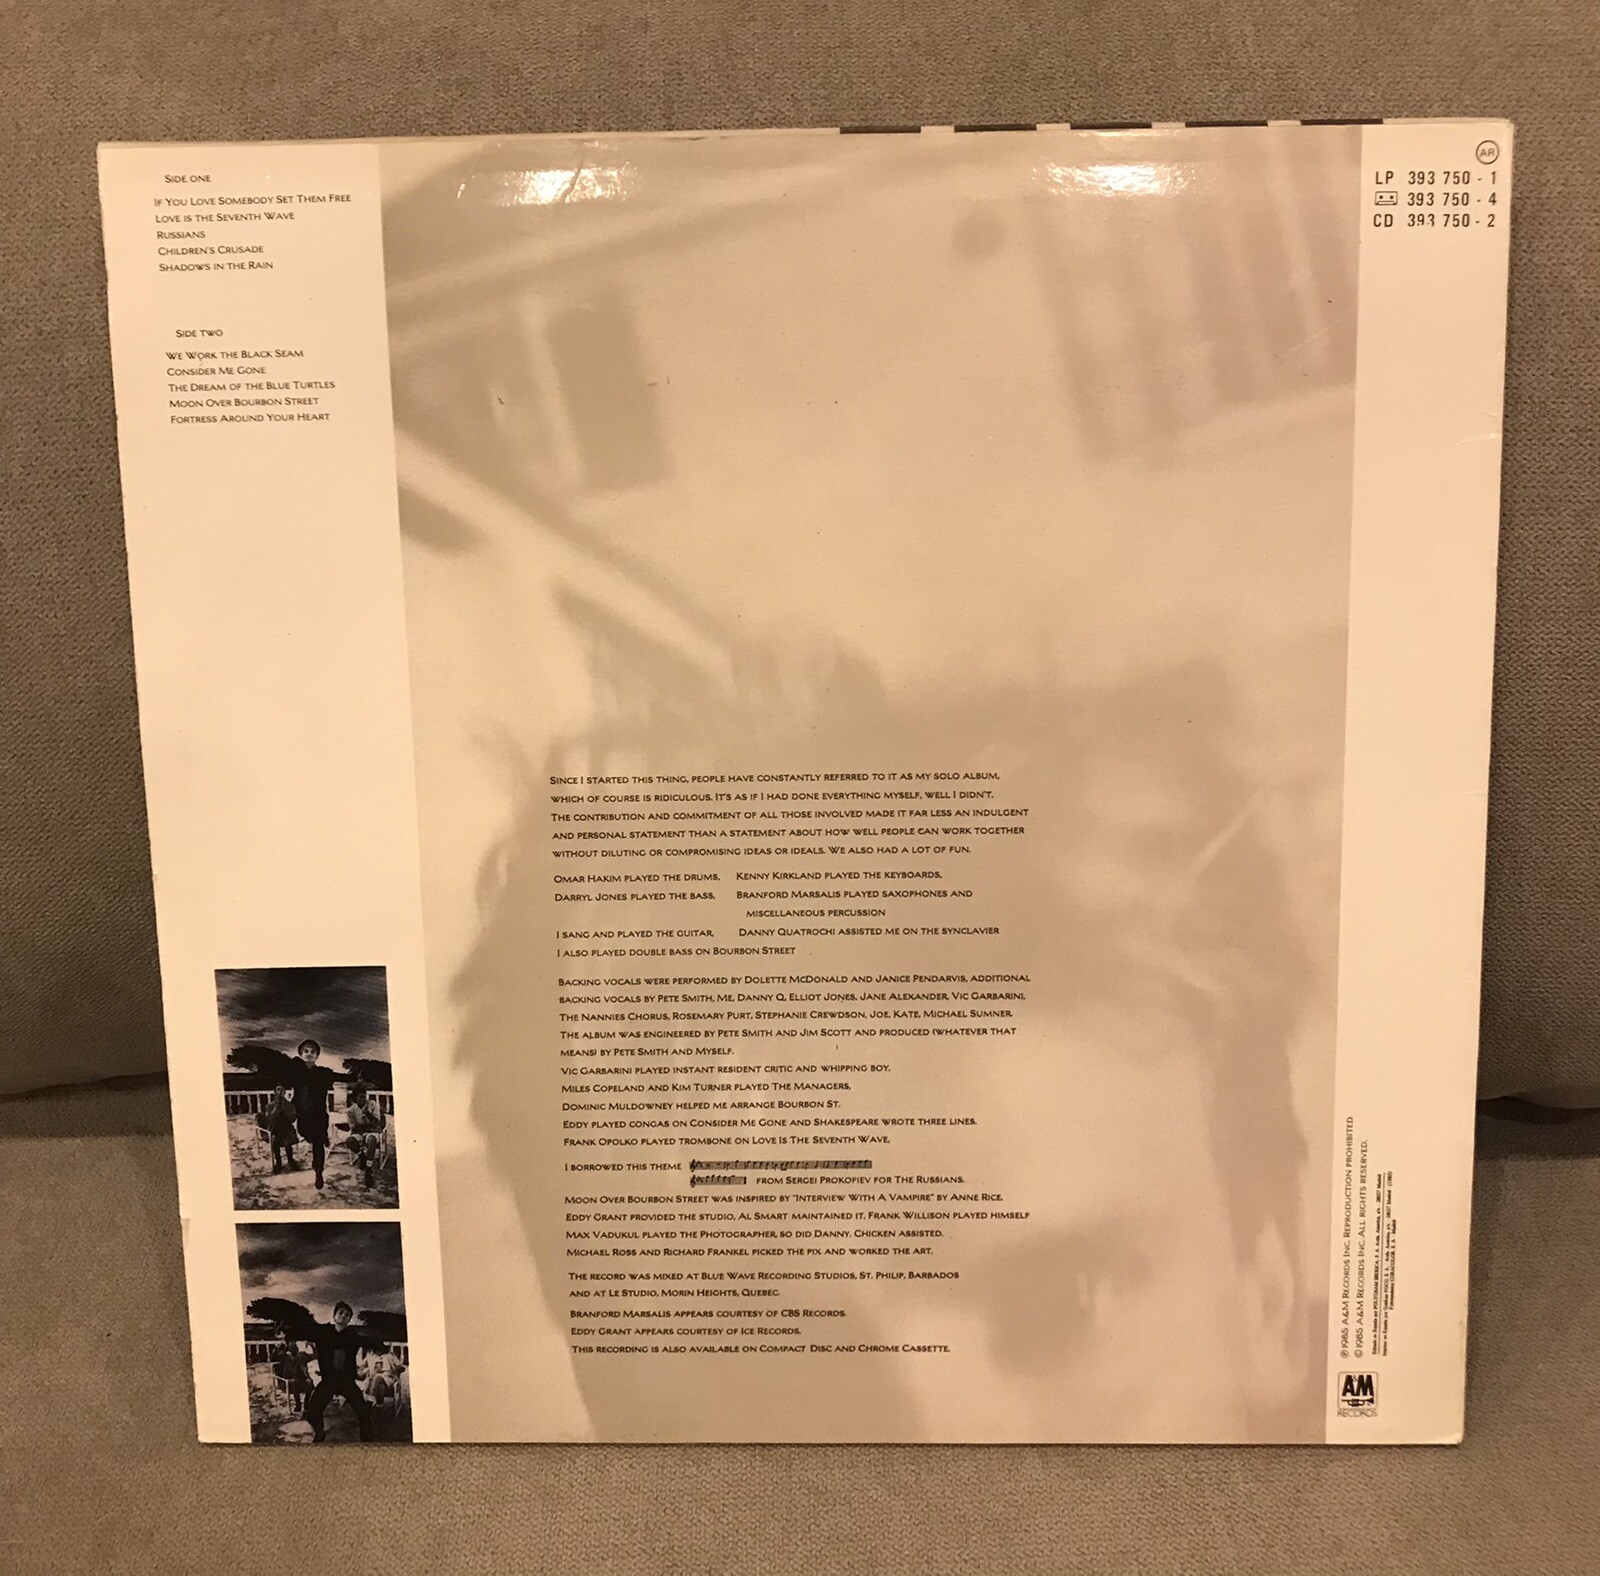 SIDE ONE
IF YOU LOVE SOMEBODY SET THEM FREE
LOVE IS THE SEVENTH WAVE
RUSSIANS
CHILDREN'S CRUSADE
SHADOWS IN THE RAIN
SIDE TWO
WE WORK THE BLACK SEAM
CONSIDER ME GONE
THE DREAM OF THE BLUE TURTLES
MOON OVER BOURBON STREET
FORTRESS AROUND YOUR HEART
AR
LP 393 750 - 1
393 750 - 4
CD 393 750 - 2
SINCE I STARTED THIS THING, PEOPLE HAVE CONSTANTLY REFERRED TO IT AS MY SOLO ALBUM,
WHICH OF COURSE IS RIDICULOUS. IT'S AS IF I HAD DONE EVERYTHING MYSELF, WELL I DIDN'T.
THE CONTRIBUTION AND COMMITMENT OF ALL THOSE INVOLVED MADE IT FAR LESS AN INDULGENT
AND PERSONAL STATEMENT THAN A STATEMENT ABOUT HOW WELL PEOPLE CAN WORK TOGETHER
WITHOUT DILUTING OR COMPROMISING IDEAS OR IDEALS. WE ALSO HAD A LOT OF FUN.
OMAR HAKIM PLAYED THE DRUMS, KENNY KIRKLAND PLAYED THE KEYBOARDS,
DARRYL JONES PLAYED THE BASS, BRANFORD MARSALIS PLAYED SAXOPHONES AND
MISCELLANEOUS PERCUSSION
I SANG AND PLAYED THE GUITAR, DANNY QUATROCHI ASSISTED ME ON THE SYNCLAVIER
I ALSO PLAYED DOUBLE BASS ON BOURBON STREET
BACKING VOCALS WERE PERFORMED BY DOLETTE MCDONALD AND JANICE PENDARVIS, ADDITIONAL
BACKING VOCALS BY PETE SMITH, ME, DANNY Q, ELLIOT JONES, JANE ALEXANDER, VIC GARBARINI,
THE NANNIES CHORUS, ROSEMARY PURT, STEPHANIE CREWDSON, JOE, KATE, MICHAEL SUMNER.
THE ALBUM WAS ENGINEERED BY PETE SMITH AND JIM SCOTT AND PRODUCED (WHATEVER THAT
MEANS) BY PETE SMITH AND MYSELF.
VIC GARBARINI PLAYED INSTANT RESIDENT CRITIC AND WHIPPING BOY,
MILES COPELAND AND KIM TURNER PLAYED THE MANAGERS,
DOMINIC MULDOWNEY HELPED ME ARRANGE BOURBON ST.
EDDY PLAYED CONGAS ON CONSIDER ME GONE AND SHAKESPEARE WROTE THREE LINES.
FRANK OPOLKO PLAYED TROMBONE ON LOVE IS THE SEVENTH WAVE,
I BORROWED THIS THEME
FROM SERGEI PROKOFIEV FOR THE RUSSIANS.
MOON OVER BOURBON STREET WAS INSPIRED BY "INTERVIEW WITH A VAMPIRE" BY ANNE RICE.
EDDY GRANT PROVIDED THE STUDIO, AL SMART MAINTAINED IT, FRANK WILLISON PLAYED HIMSELF
MAX VADUKUL PLAYED THE PHOTOGRAPHER, SO DID DANNY. CHICKEN ASSISTED.
MICHAEL ROSS AND RICHARD FRANKEL PICKED THE PIX AND WORKED THE ART.
THE RECORD WAS MIXED AT BLUE WAVE RECORDING STUDIOS, ST. PHILIP, BARBADOS
AND AT LE STUDIO, MORIN HEIGHTS, QUEBEC.
BRANFORD MARSALIS APPEARS COURTESY OF CBS RECORDS.
EDDY GRANT APPEARS COURTESY OF ICE RECORDS.
THIS RECORDING IS ALSO AVAILABLE ON COMPACT DISC AND CHROME CASSETTE.
℗ 1985 A&M RECORDS INC. REPRODUCTION PROHIBITED
© 1985 A&M RECORDS INC. ALL RIGHTS RESERVED.
A&M
RECORDS